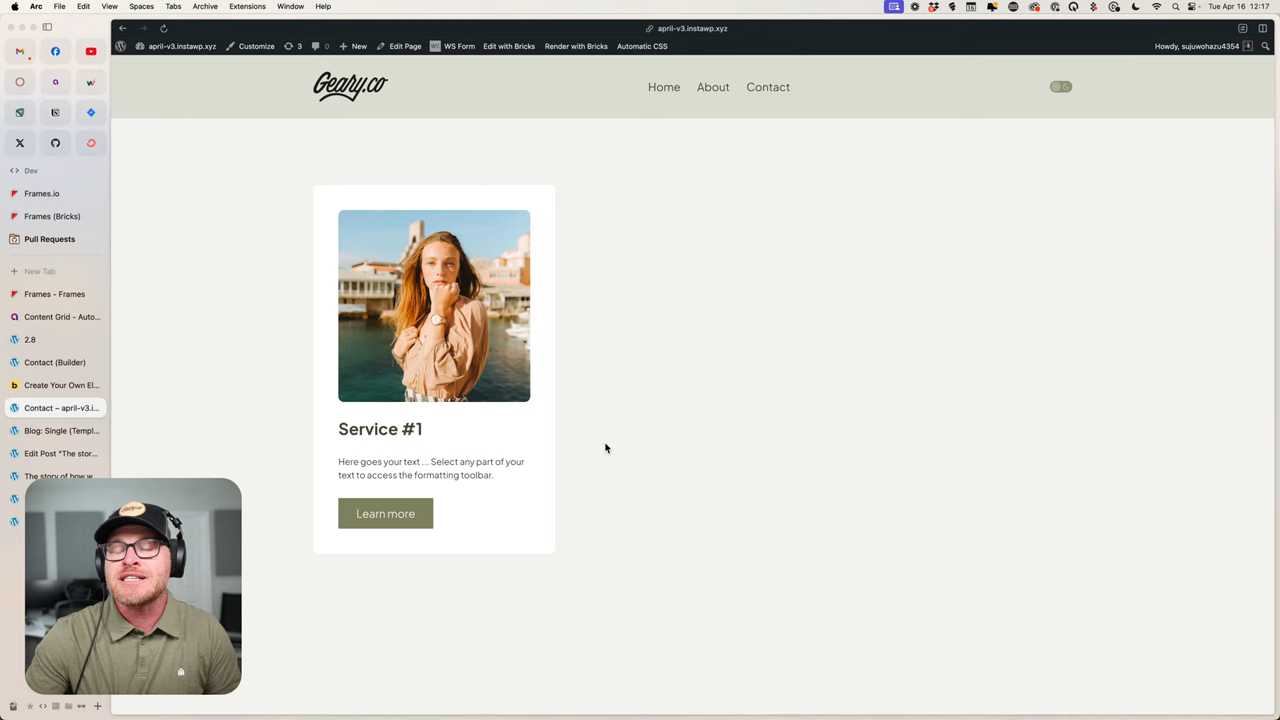 Arc File Edit View Spaces Tabs Archive Extensions Window Help
Tue Apr 16 12:17
april-v3.instawp.xyz
april-v3.instawp.xyz Customize 3 0 New Edit Page WS Form Edit with Bricks Render with Bricks Automatic CSS
Howdy, sujuwohazu4354
Geary.co
Home About Contact
Dev
Frames.io
Frames (Bricks)
Pull Requests
New Tab
Frames - Frames
Content Grid - Auto...
2.8
Contact (Builder)
Create Your Own El...
Contact – april-v3.i...
Blog: Single (Templ...
Edit Post “The stor...
The story of how w
Service #1
Here goes your text ... Select any part of your
text to access the formatting toolbar.
Learn more